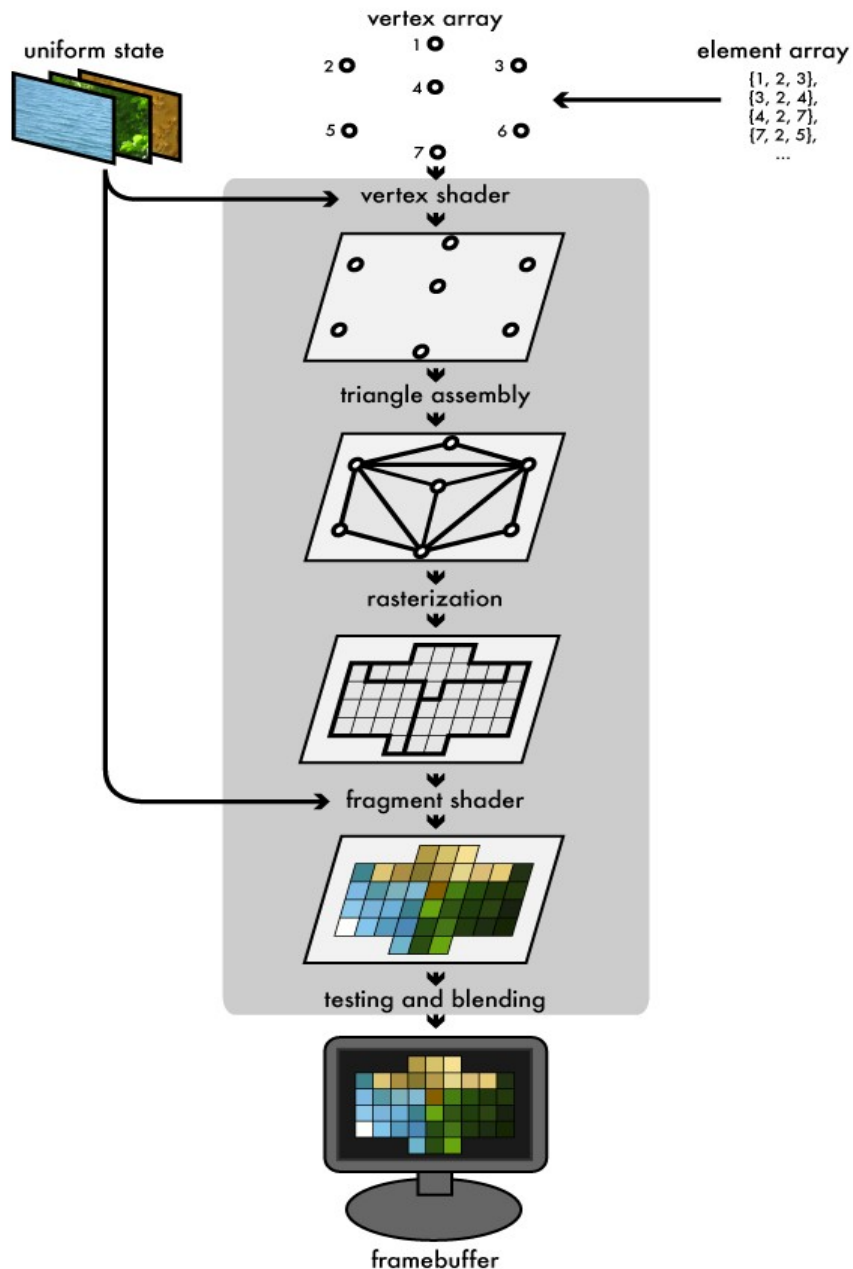 vertex array
uniform state
element array
1
2
3
4
5
6
7
{1, 2, 3},
{3, 2, 4},
{4, 2, 7},
{7, 2, 5},
...
vertex shader
triangle assembly
rasterization
fragment shader
testing and blending
framebuffer